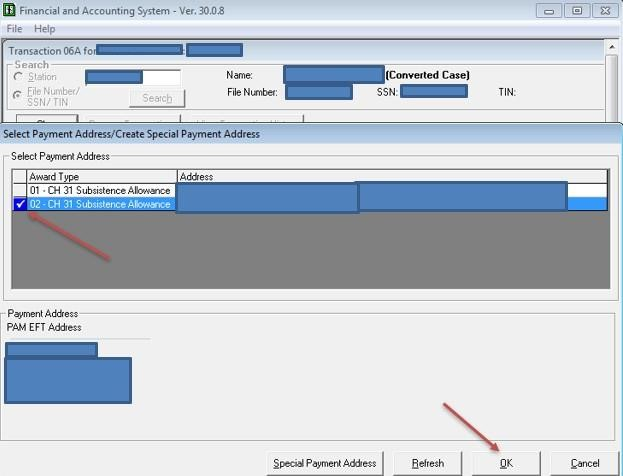 Financial and Accounting System - Ver. 30.0.8
File Help
Transaction 06A for
Search
Station
File Number/
SSN/ TIN
Search
Name: (Converted Case)
File Number: SSN: TIN:
Select Payment Address/Create Special Payment Address
Select Payment Address
Award Type Address
01 - CH 31 Subsistence Allowance
02 - CH 31 Subsistence Allowance
Payment Address
PAM EFT Address
Special Payment Address Refresh OK Cancel